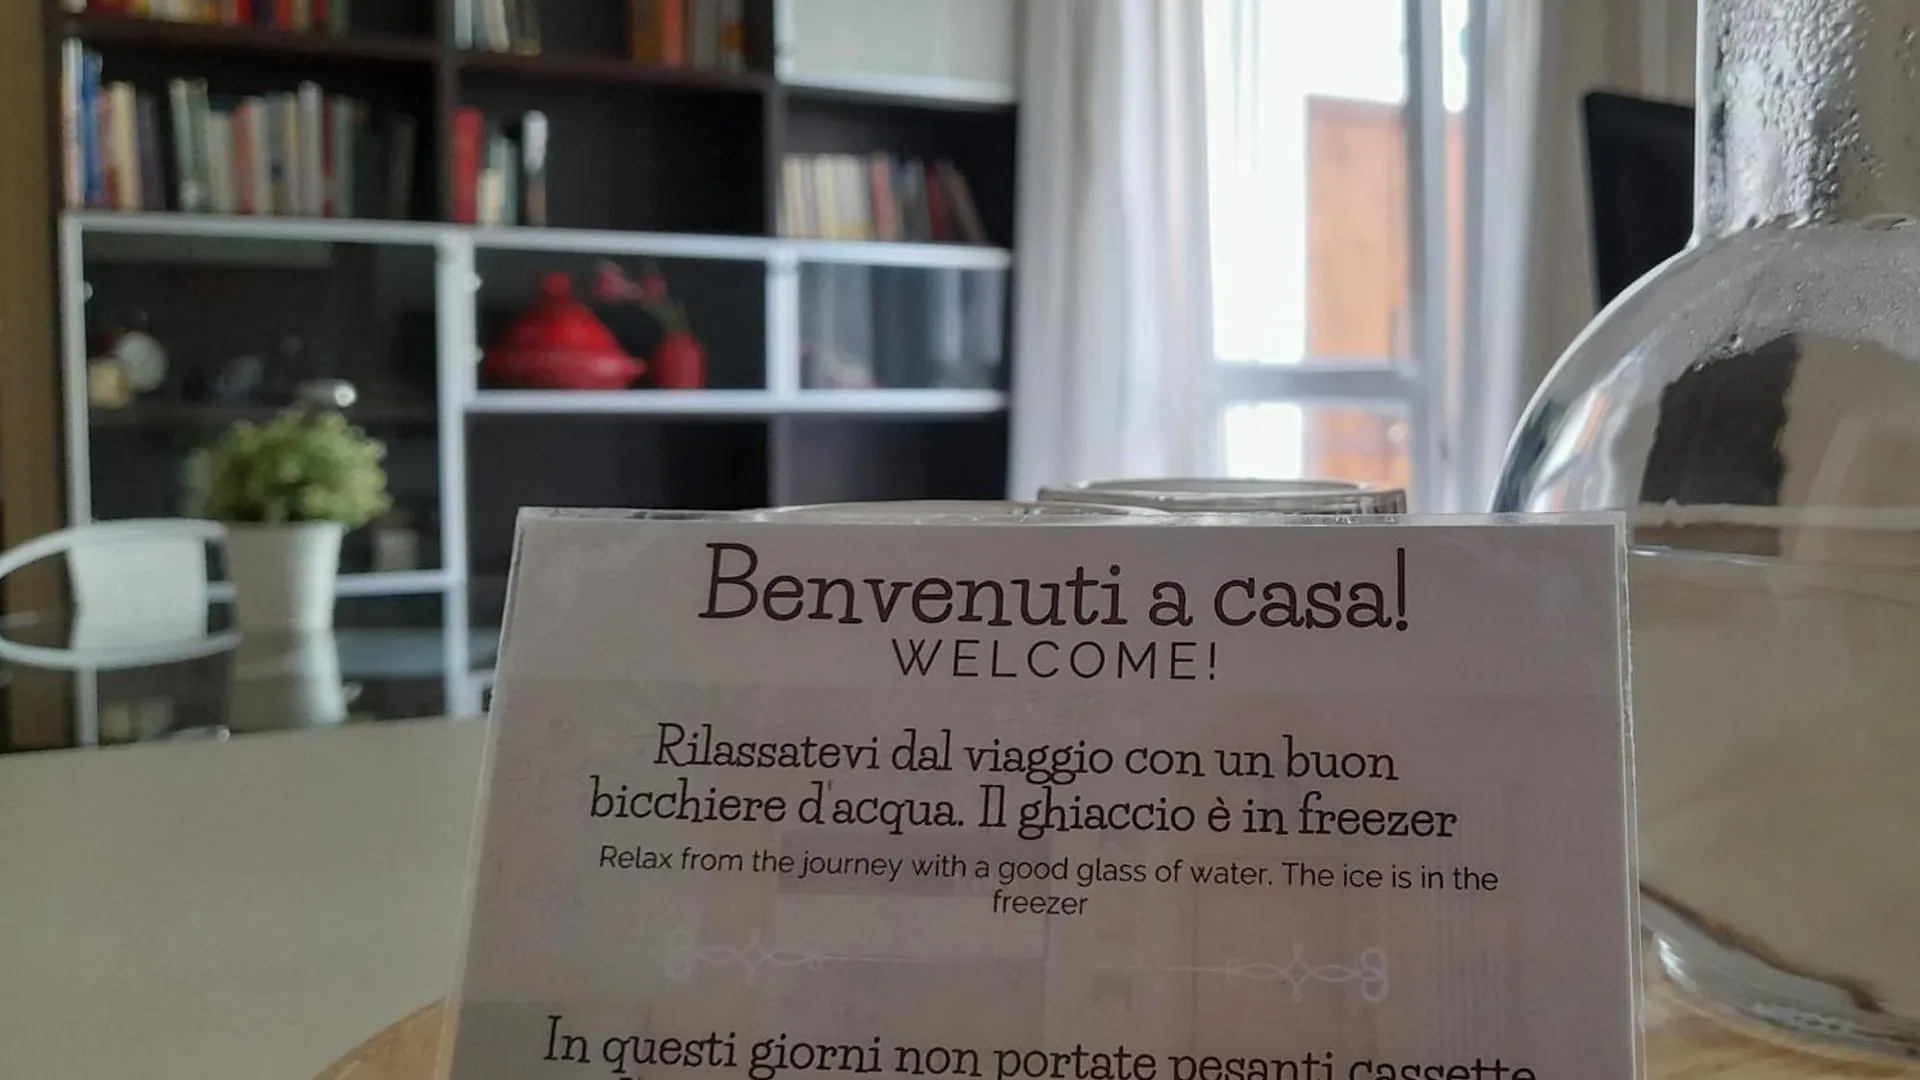 Benvenuti a casa!
WELCOME!
Rilassatevi dal viaggio con un buon
bicchiere d'acqua. Il ghiaccio è in freezer
Relax from the journey with a good glass of water. The ice is in the
freezer
In questi giorni non portate pesanti cassette